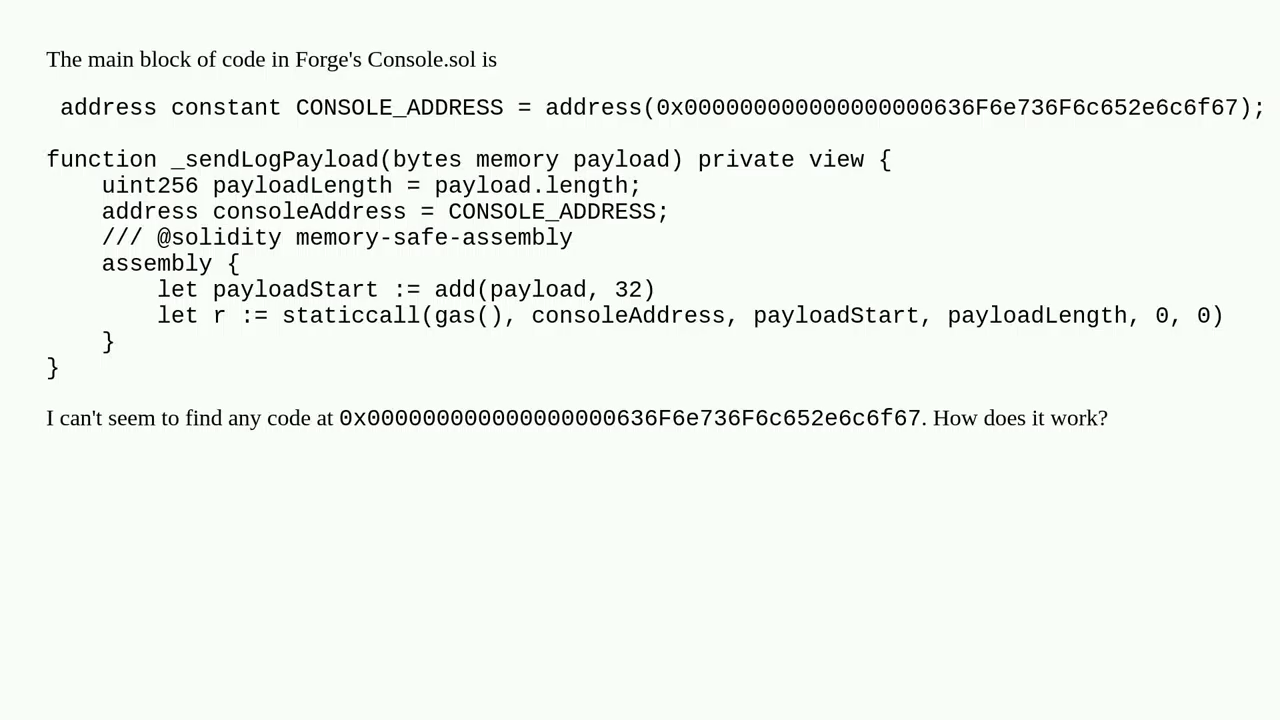 The main block of code in Forge's Console.sol is
address constant CONSOLE_ADDRESS = address(0x000000000000000000636F6e736F6c652e6c6f67);
function _sendLogPayload(bytes memory payload) private view {
uint256 payloadLength = payload.length;
address consoleAddress = CONSOLE_ADDRESS;
/// @solidity memory-safe-assembly
assembly {
let payloadStart := add(payload, 32)
let r := staticcall(gas(), consoleAddress, payloadStart, payloadLength, 0, 0)
}
}
I can't seem to find any code at 0x000000000000000000636F6e736F6c652e6c6f67. How does it work?